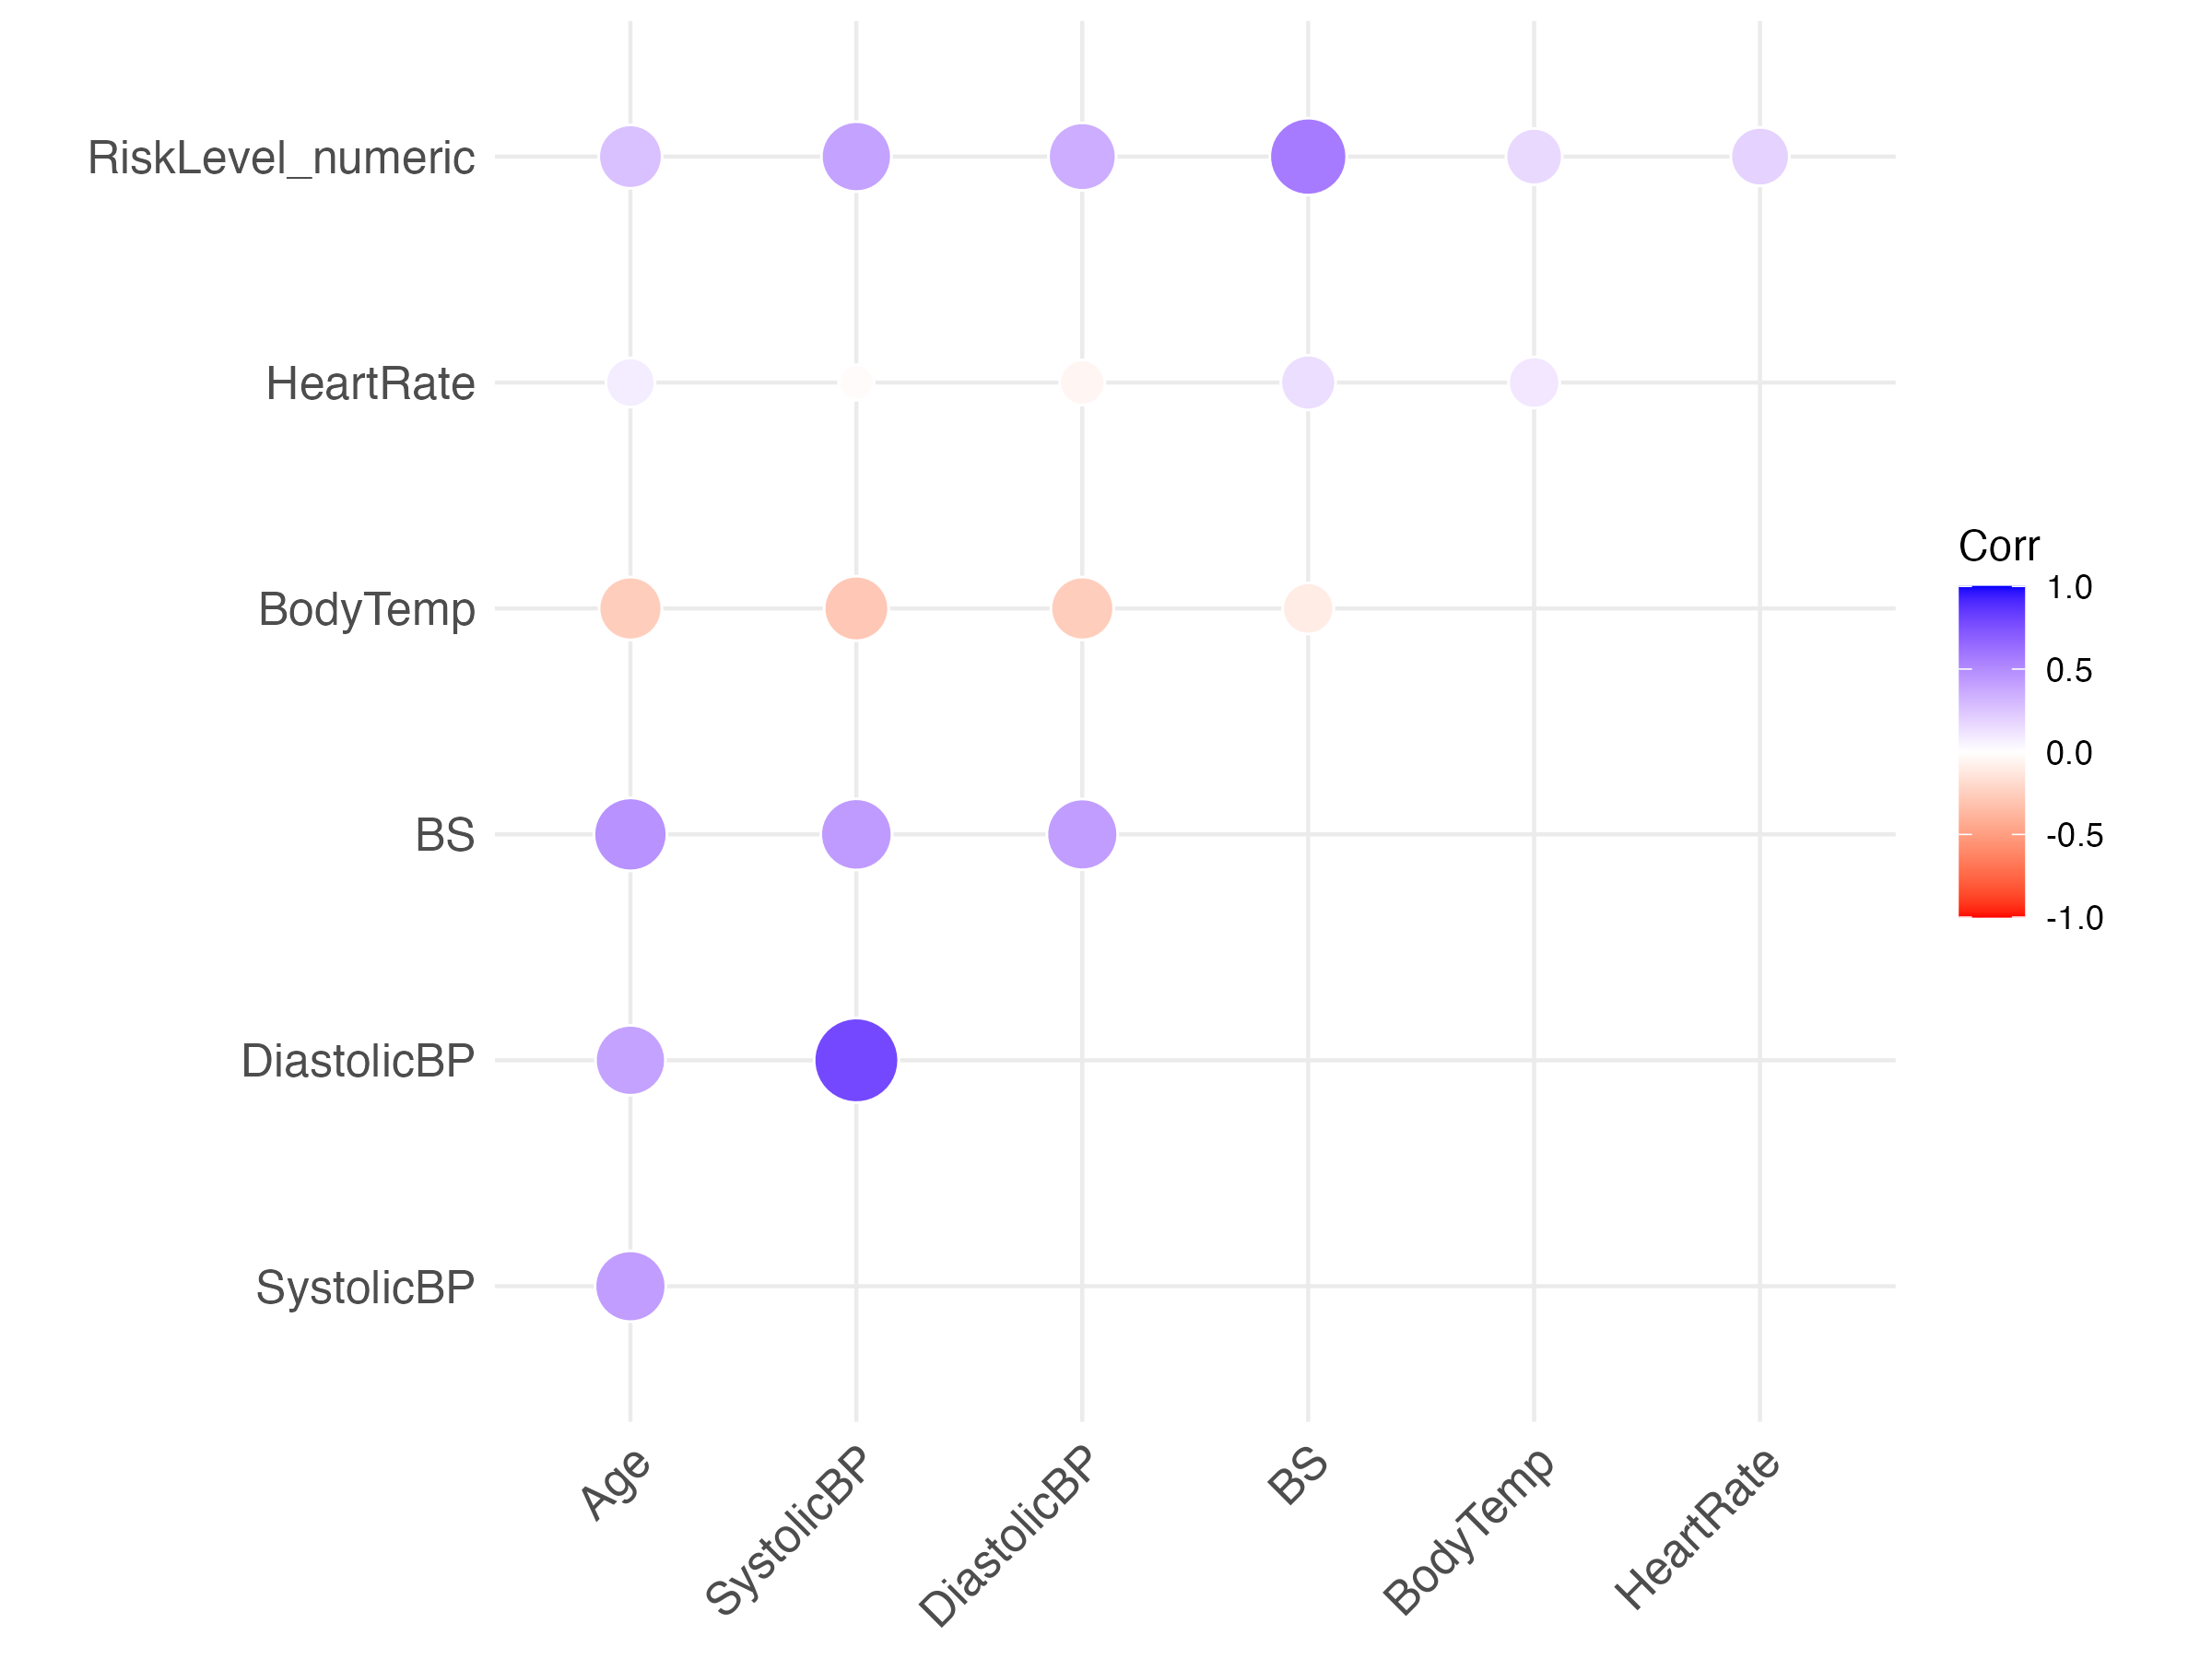 RiskLevel_numeric
HeartRate
BodyTemp
BS
DiastolicBP
SystolicBP
Age
SystolicBP
DiastolicBP
BS
BodyTemp
HeartRate
Corr
1.0
0.5
0.0
-0.5
-1.0